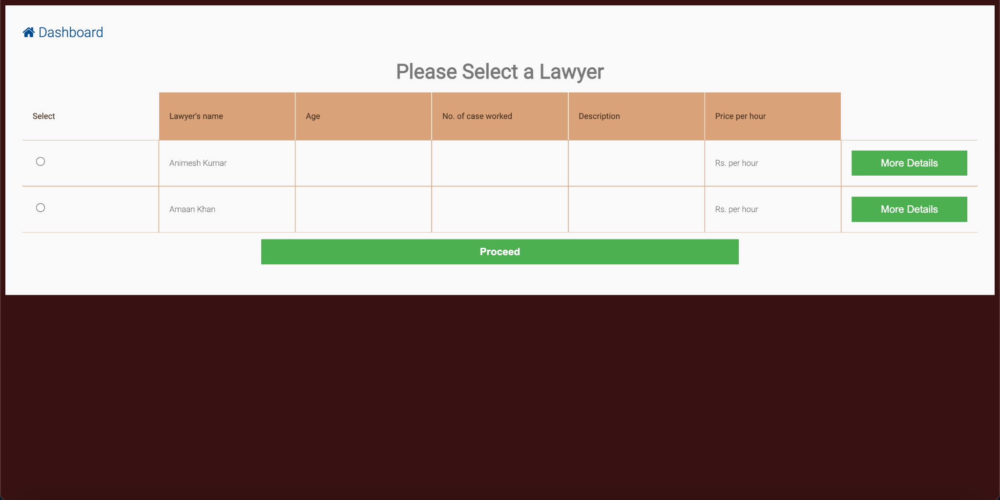 Dashboard
Please Select a Lawyer
Select Lawyer's name Age No. of case worked Description Price per hour
Animesh Kumar Rs. per hour More Details
Amaan Khan Rs. per hour More Details
Proceed